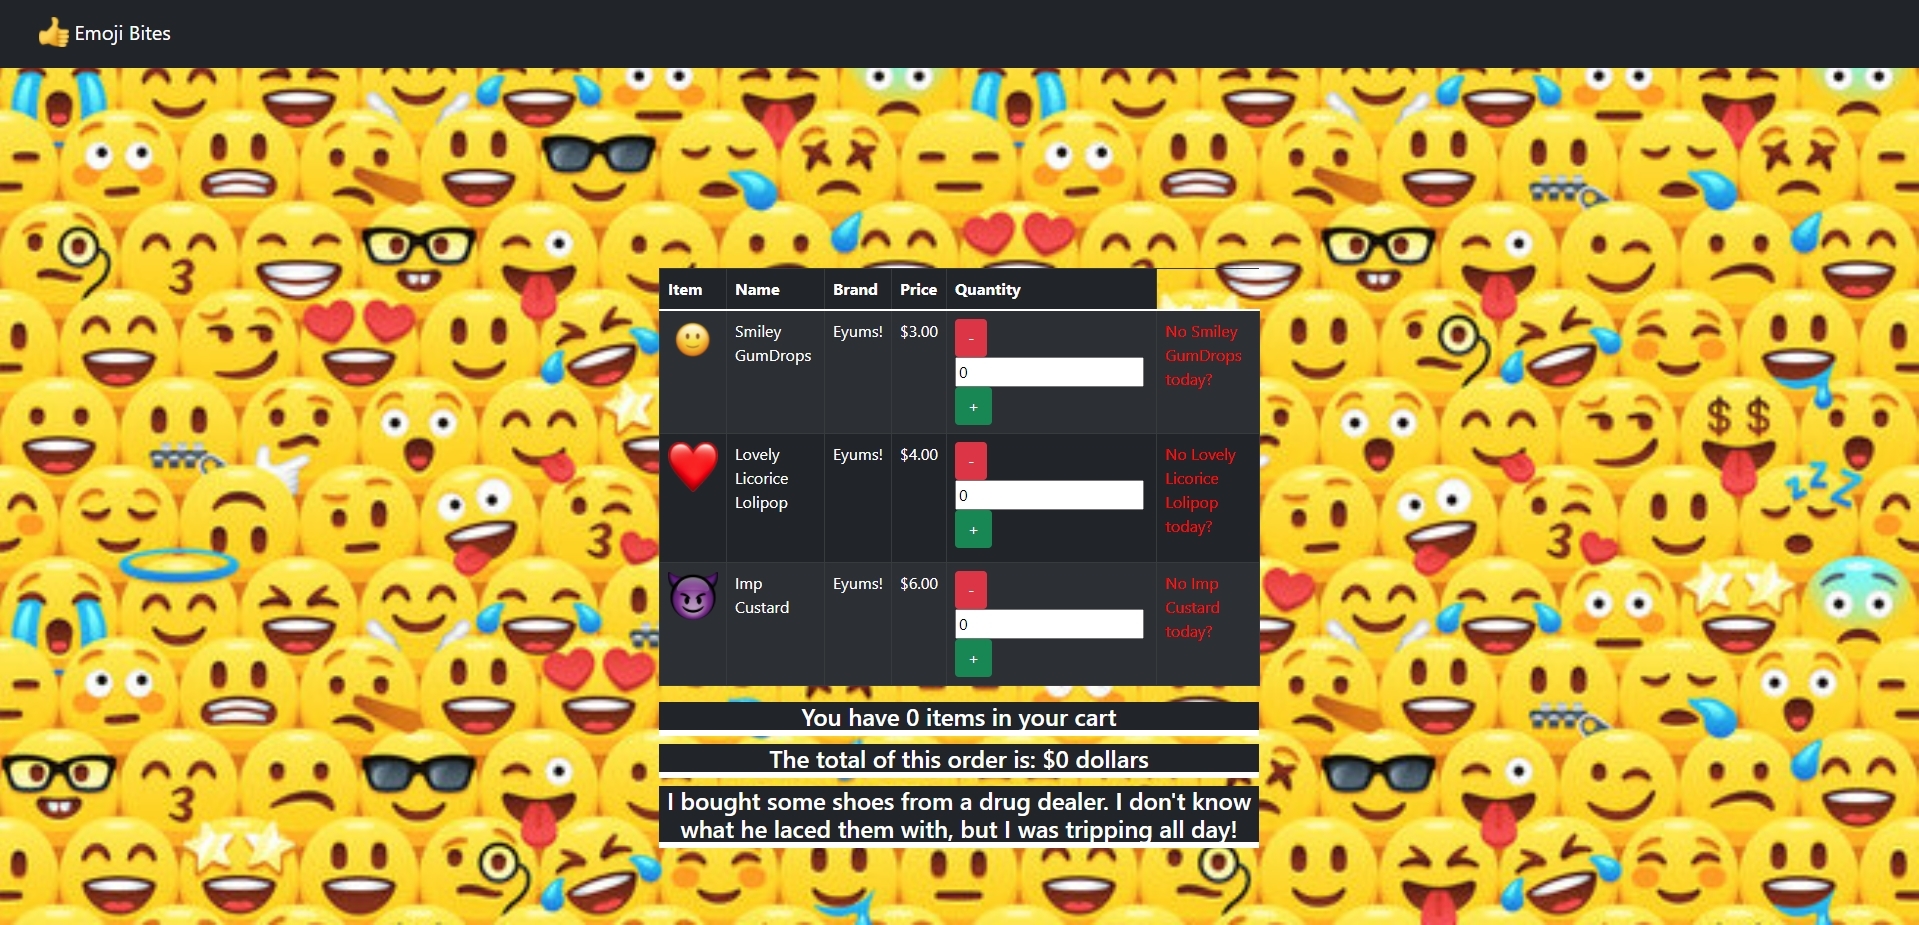 Emoji Bites
Item Name Brand Price Quantity
Smiley Eyums! $3.00 - No Smiley
GumDrops GumDrops
0 today?
+
Lovely Eyums! $4.00 - No Lovely
Licorice Licorice
Lolipop 0 Lolipop
+ today?
Imp Eyums! $6.00 - No Imp
Custard Custard
0 today?
+
You have 0 items in your cart
The total of this order is: $0 dollars
I bought some shoes from a drug dealer. I don't know
what he laced them with, but I was tripping all day!